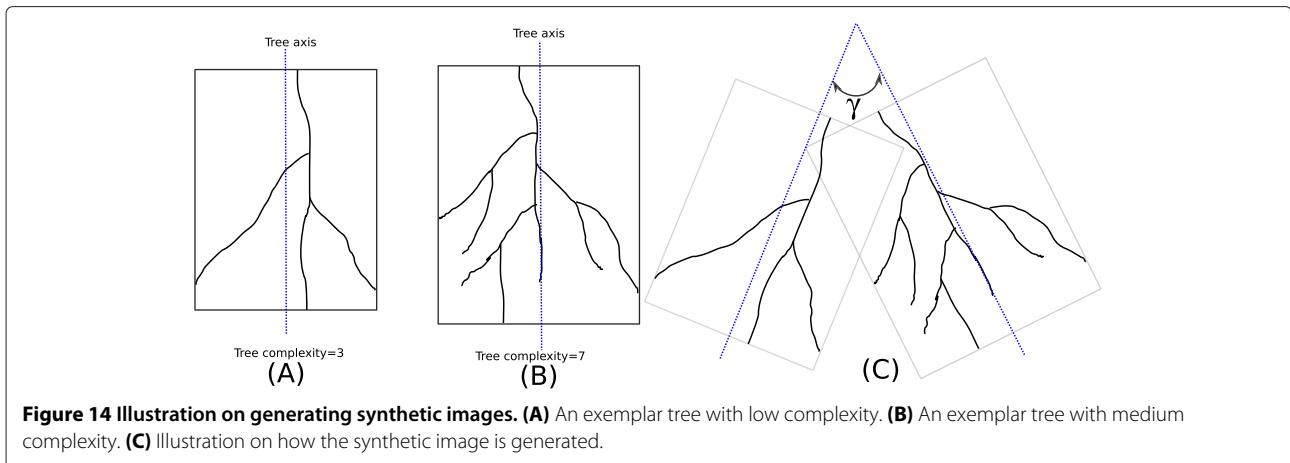 Tree axis
Tree axis
γ
Tree complexity=3
Tree complexity=7
(A)
(B)
(C)
Figure 14 Illustration on generating synthetic images. (A) An exemplar tree with low complexity. (B) An exemplar tree with medium
complexity. (C) Illustration on how the synthetic image is generated.